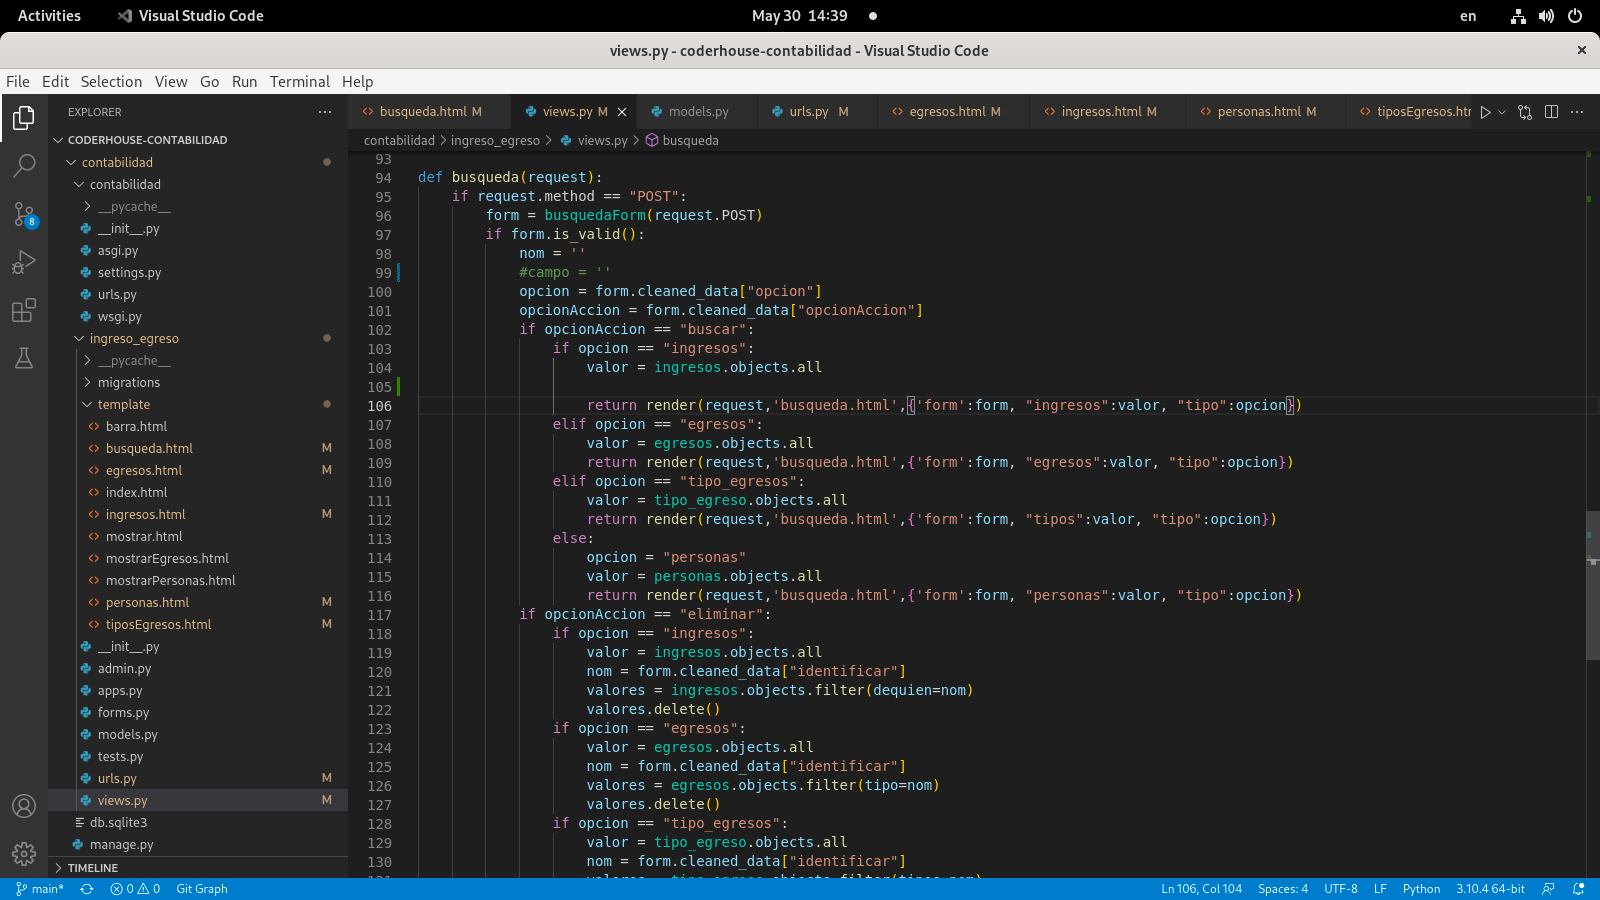 Activities
Visual Studio Code
May 30 14:39
en
views.py - coderhouse-contabilidad - Visual Studio Code
File Edit Selection View Go Run Terminal Help
EXPLORER
CODERHOUSE-CONTABILIDAD
contabilidad
contabilidad
__pycache__
__init__.py
asgi.py
settings.py
urls.py
wsgi.py
ingreso_egreso
__pycache__
migrations
template
barra.html
busqueda.html M
egresos.html M
index.html
ingresos.html M
mostrar.html
mostrarEgresos.html
mostrarPersonas.html
personas.html M
tiposEgresos.html M
__init__.py
admin.py
apps.py
forms.py
models.py
tests.py
urls.py M
views.py M
db.sqlite3
manage.py
TIMELINE
8
busqueda.html M views.py M models.py urls.py M egresos.html M ingresos.html M personas.html M tiposEgresos.htr
contabilidad > ingreso_egreso > views.py > busqueda
93
94 def busqueda(request):
95     if request.method == "POST":
96         form = busquedaForm(request.POST)
97         if form.is_valid():
98             nom = ''
99             #campo = ''
100             opcion = form.cleaned_data["opcion"]
101             opcionAccion = form.cleaned_data["opcionAccion"]
102             if opcionAccion == "buscar":
103                 if opcion == "ingresos":
104                     valor = ingresos.objects.all
105
106                     return render(request,'busqueda.html',{'form':form, "ingresos":valor, "tipo":opcion})
107                 elif opcion == "egresos":
108                     valor = egresos.objects.all
109                     return render(request,'busqueda.html',{'form':form, "egresos":valor, "tipo":opcion})
110                 elif opcion == "tipo_egresos":
111                     valor = tipo_egreso.objects.all
112                     return render(request,'busqueda.html',{'form':form, "tipos":valor, "tipo":opcion})
113                 else:
114                     opcion = "personas"
115                     valor = personas.objects.all
116                     return render(request,'busqueda.html',{'form':form, "personas":valor, "tipo":opcion})
117             if opcionAccion == "eliminar":
118                 if opcion == "ingresos":
119                     valor = ingresos.objects.all
120                     nom = form.cleaned_data["identificar"]
121                     valores = ingresos.objects.filter(dequien=nom)
122                     valores.delete()
123                 if opcion == "egresos":
124                     valor = egresos.objects.all
125                     nom = form.cleaned_data["identificar"]
126                     valores = egresos.objects.filter(tipo=nom)
127                     valores.delete()
128                 if opcion == "tipo_egresos":
129                     valor = tipo_egreso.objects.all
130                     nom = form.cleaned_data["identificar"]
main* 0 0 Git Graph
Ln 106, Col 104 Spaces: 4 UTF-8 LF Python 3.10.4 64-bit